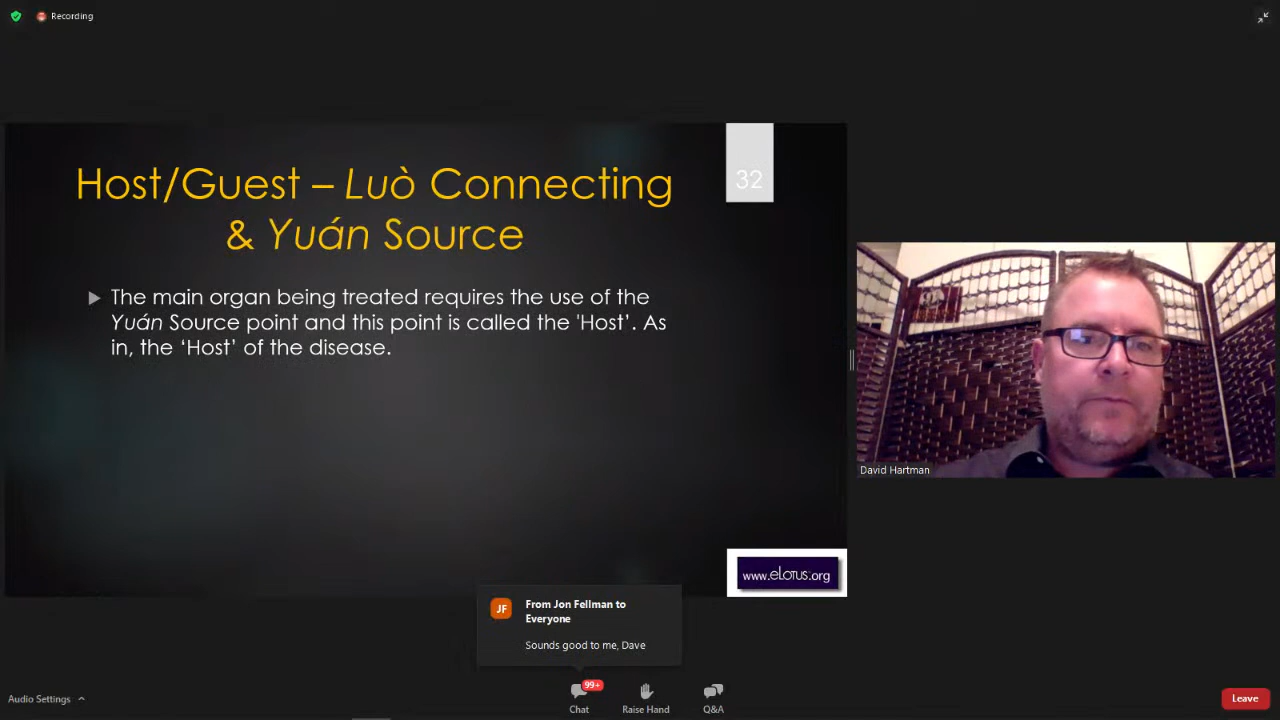 Recording
Host/Guest – Luò Connecting
& Yuán Source
32
The main organ being treated requires the use of the
Yuán Source point and this point is called the 'Host’. As
in, the ‘Host’ of the disease.
David Hartman
www.eLotus.org
JF
From Jon Fellman to
Everyone
Sounds good to me, Dave
Audio Settings
99+
Chat
Raise Hand
Q&A
Leave